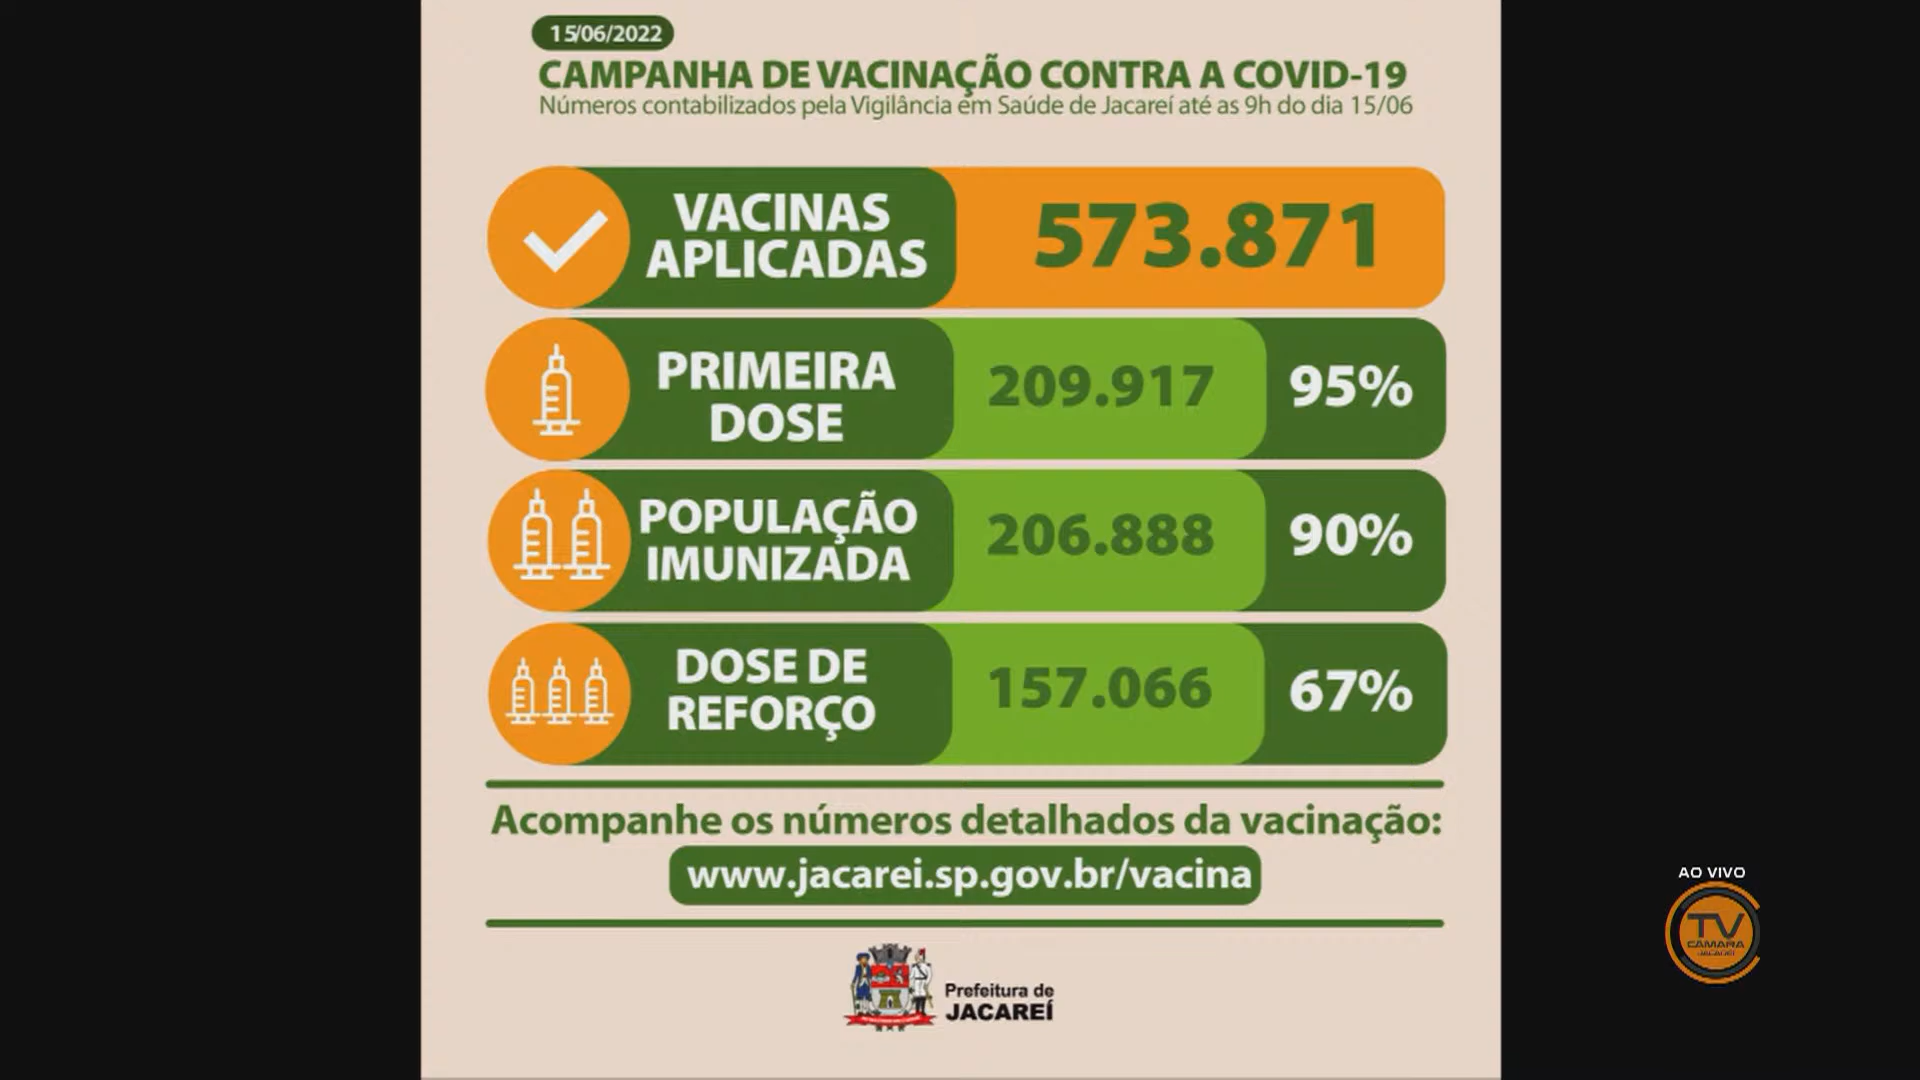 15/06/2022
CAMPANHA DE VACINAÇÃO CONTRA A COVID-19
Números contabilizados pela Vigilância em Saúde de Jacareí até as 9h do dia 15/06
VACINAS
APLICADAS
573.871
PRIMEIRA
DOSE
209.917
95%
POPULAÇÃO
IMUNIZADA
206.888
90%
DOSE DE
REFORÇO
157.066
67%
Acompanhe os números detalhados da vacinação:
www.jacarei.sp.gov.br/vacina
Prefeitura de
JACAREÍ
AO VIVO
TV
CÂMARA
JACAREÍ